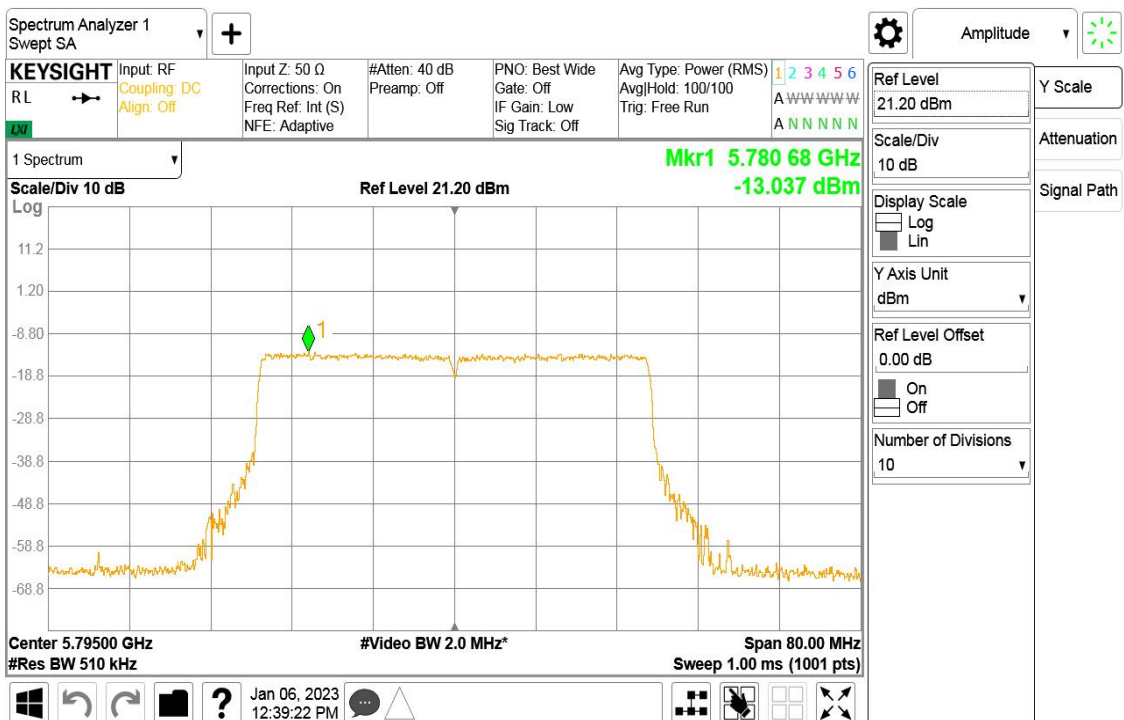 Spectrum Analyzer 1
Swept SA
Amplitude
KEYSIGHT
RL
LXI
Input: RF
Coupling: DC
Align: Off
Input Z: 50 Ω
Corrections: On
Freq Ref: Int (S)
NFE: Adaptive
#Atten: 40 dB
Preamp: Off
PNO: Best Wide
Gate: Off
IF Gain: Low
Sig Track: Off
Avg Type: Power (RMS)
Avg|Hold: 100/100
Trig: Free Run
1 2 3 4 5 6
A W W W W W
A N N N N N
1 Spectrum
Mkr1 5.780 68 GHz
-13.037 dBm
Scale/Div 10 dB
Ref Level 21.20 dBm
Log
11.2
1.20
-8.80
-18.8
-28.8
-38.8
-48.8
-58.8
-68.8
1
Center 5.79500 GHz
#Video BW 2.0 MHz*
Span 80.00 MHz
#Res BW 510 kHz
Sweep 1.00 ms (1001 pts)
?
Jan 06, 2023
12:39:22 PM
Ref Level
21.20 dBm
Scale/Div
10 dB
Display Scale
Log
Lin
Y Axis Unit
dBm
Ref Level Offset
0.00 dB
On
Off
Number of Divisions
10
Y Scale
Attenuation
Signal Path